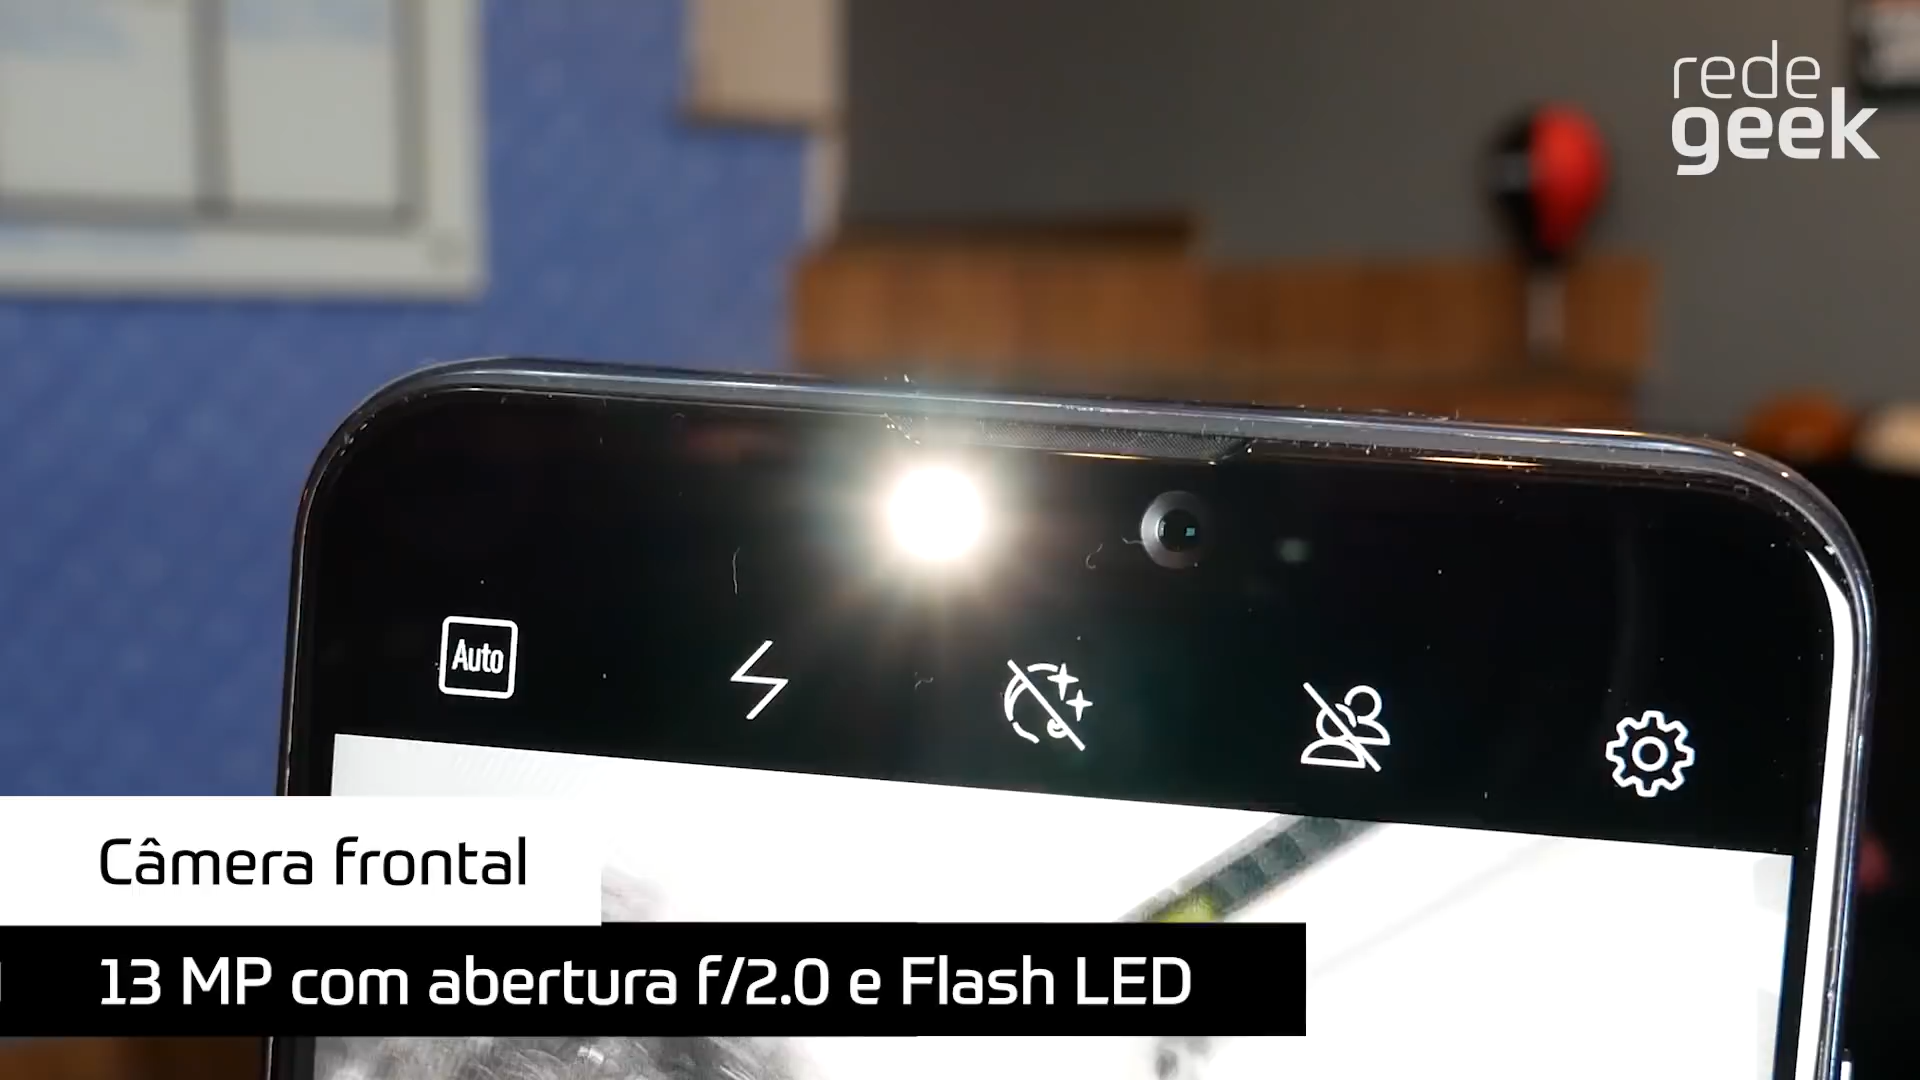 rede
geek
Auto
Câmera frontal
13 MP com abertura f/2.0 e Flash LED